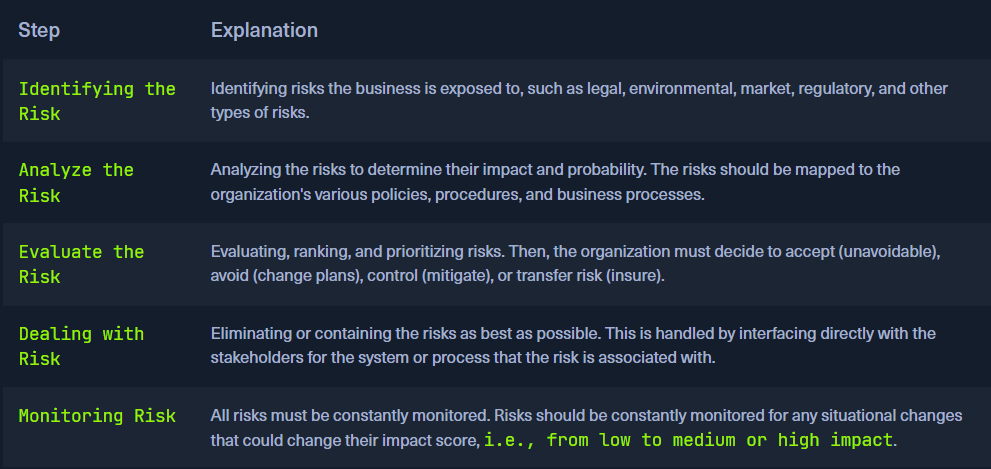 Step Explanation
Identifying the
Risk
Identifying risks the business is exposed to, such as legal, environmental, market, regulatory, and other
types of risks.
Analyze the
Risk
Analyzing the risks to determine their impact and probability. The risks should be mapped to the
organization's various policies, procedures, and business processes.
Evaluate the
Risk
Evaluating, ranking, and prioritizing risks. Then, the organization must decide to accept (unavoidable),
avoid (change plans), control (mitigate), or transfer risk (insure).
Dealing with
Risk
Eliminating or containing the risks as best as possible. This is handled by interfacing directly with the
stakeholders for the system or process that the risk is associated with.
Monitoring Risk
All risks must be constantly monitored. Risks should be constantly monitored for any situational changes
that could change their impact score, i.e., from low to medium or high impact.